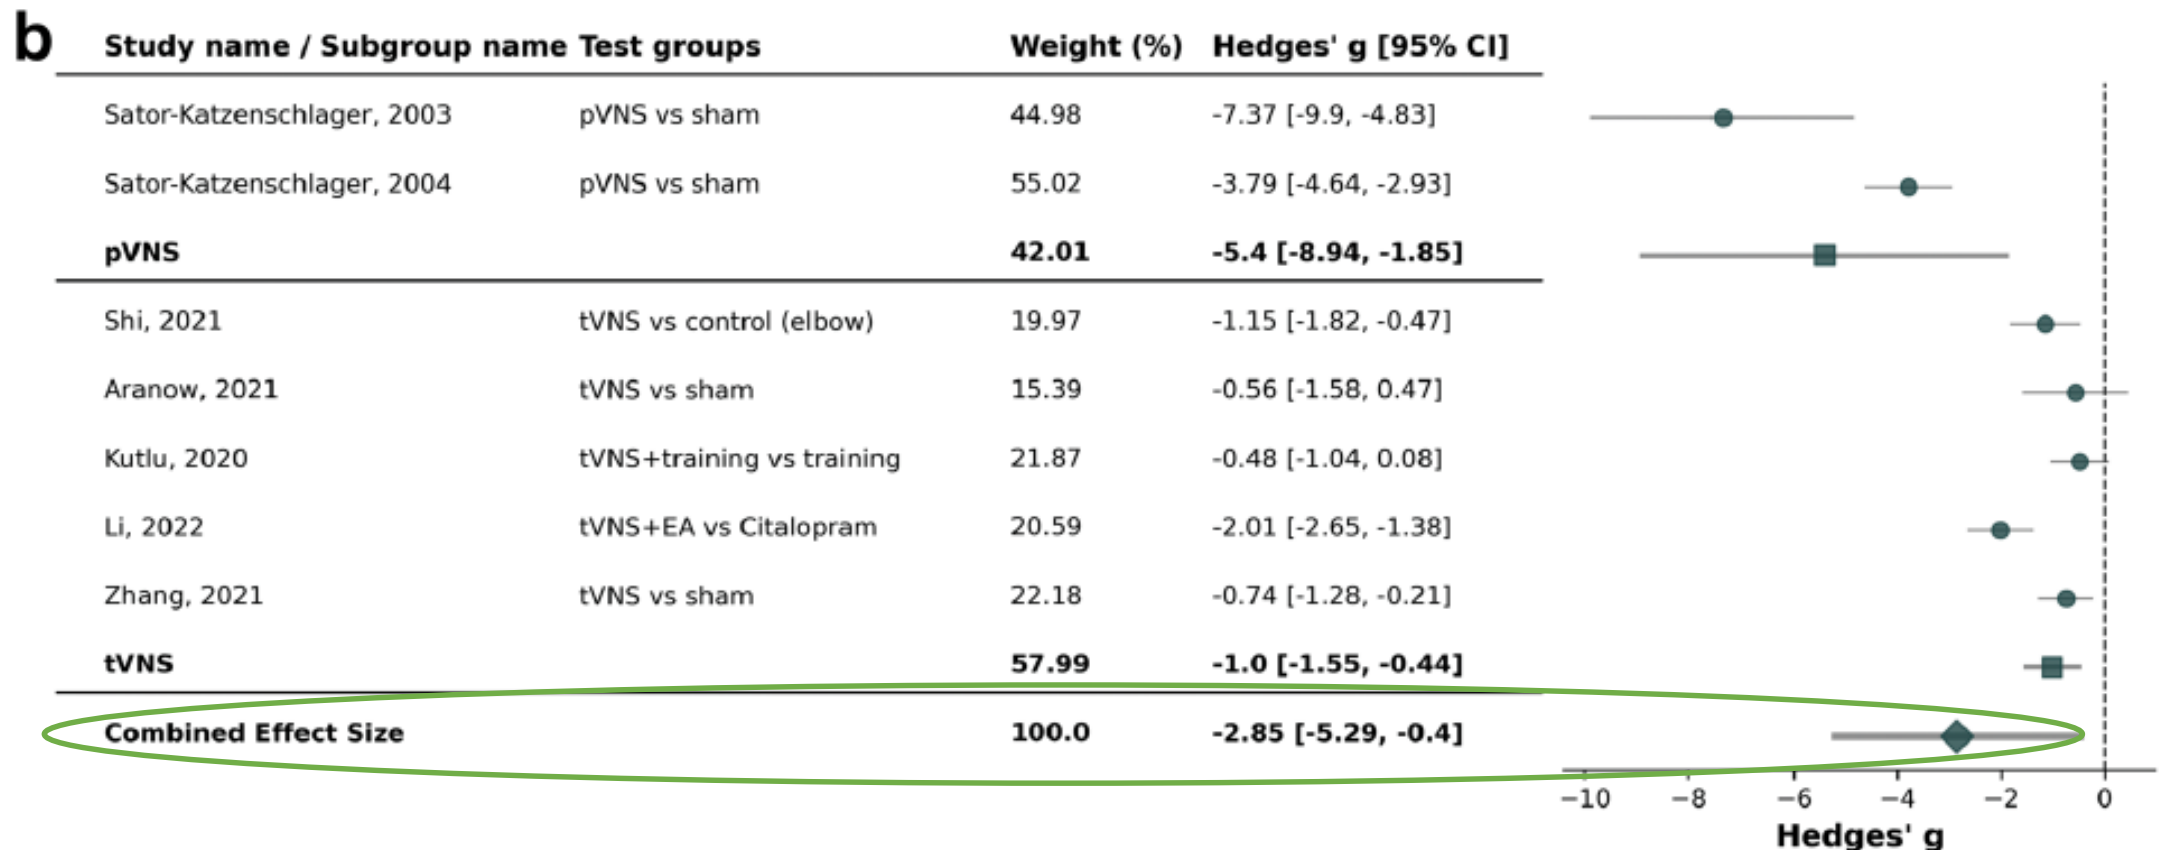 b
Study name / Subgroup name Test groups Weight (%) Hedges' g [95% CI]
Sator-Katzenschlager, 2003 pVNS vs sham 44.98 -7.37 [-9.9, -4.83]
Sator-Katzenschlager, 2004 pVNS vs sham 55.02 -3.79 [-4.64, -2.93]
pVNS 42.01 -5.4 [-8.94, -1.85]
Shi, 2021 tVNS vs control (elbow) 19.97 -1.15 [-1.82, -0.47]
Aranow, 2021 tVNS vs sham 15.39 -0.56 [-1.58, 0.47]
Kutlu, 2020 tVNS+training vs training 21.87 -0.48 [-1.04, 0.08]
Li, 2022 tVNS+EA vs Citalopram 20.59 -2.01 [-2.65, -1.38]
Zhang, 2021 tVNS vs sham 22.18 -0.74 [-1.28, -0.21]
tVNS 57.99 -1.0 [-1.55, -0.44]
Combined Effect Size 100.0 -2.85 [-5.29, -0.4]
−10 −8 −6 −4 −2 0
Hedges' g